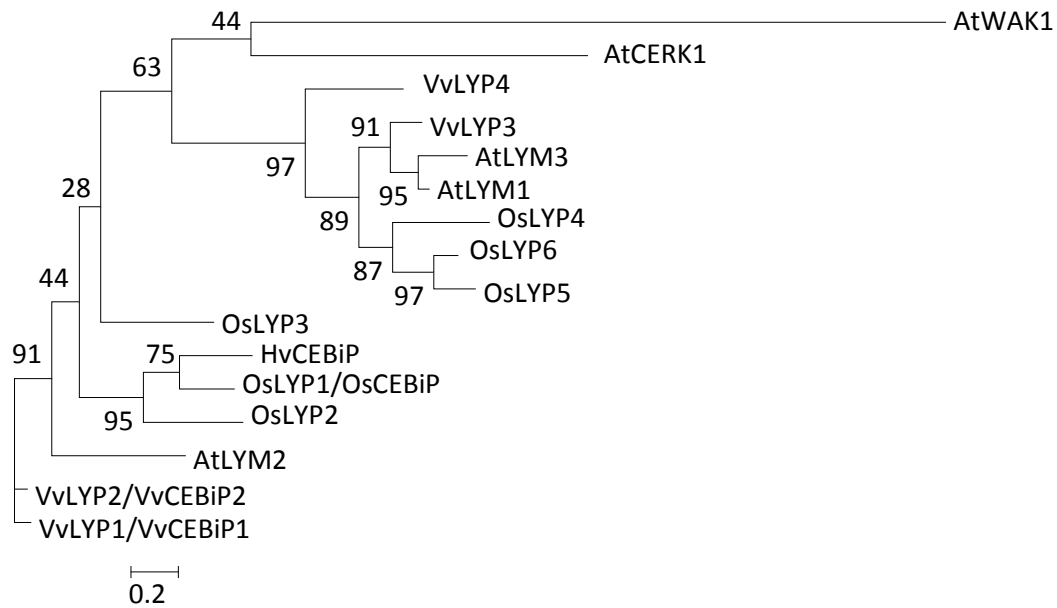 44
AtWAK1
AtCERK1
63
VvLYP4
91
VvLYP3
AtLYM3
97
95
AtLYM1
28
89
OsLYP4
OsLYP6
87
44
97
OsLYP5
OsLYP3
91
75
HvCEBiP
OsLYP1/OsCEBiP
95
OsLYP2
AtLYM2
VvLYP2/VvCEBiP2
VvLYP1/VvCEBiP1
0.2